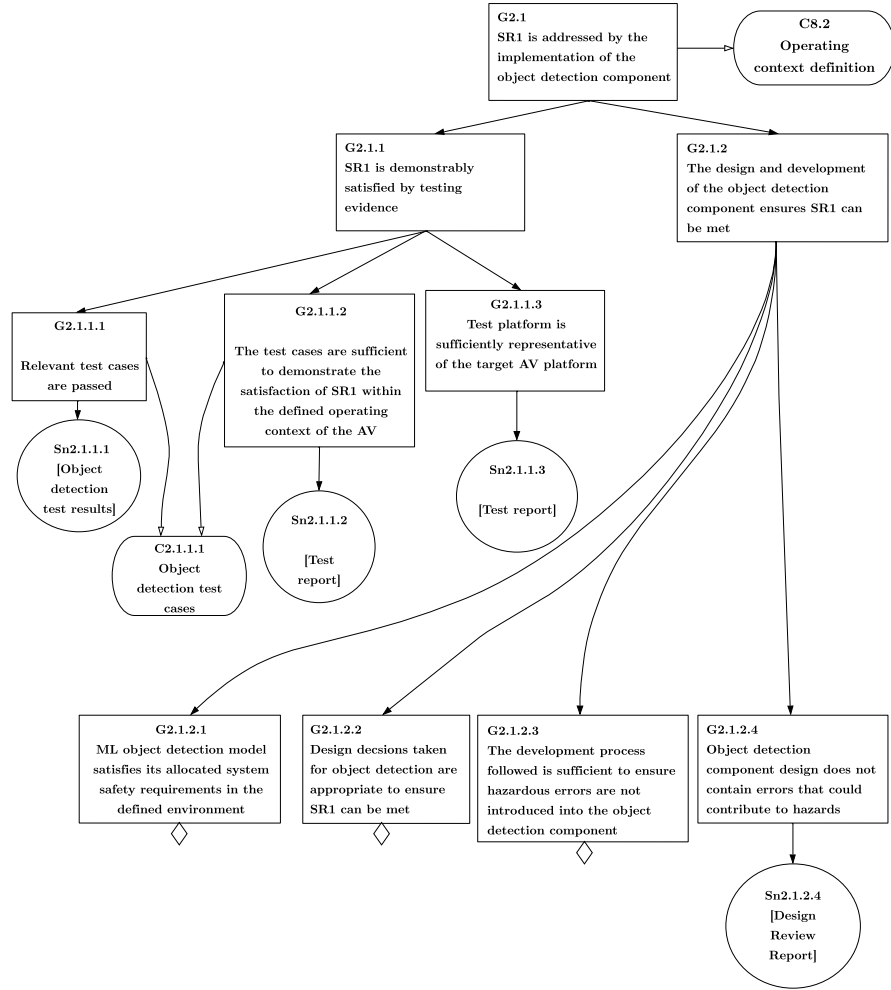 G2.1
SR1 is addressed by the
implementation of the
object detection component
C8.2
Operating
context definition
G2.1.1
SR1 is demonstrably
satisfied by testing
evidence
G2.1.2
The design and development
of the object detection
component ensures SR1 can
be met
G2.1.1.1
Relevant test cases
are passed
G2.1.1.2
The test cases are sufficient
to demonstrate the
satisfaction of SR1 within
the defined operating
context of the AV
G2.1.1.3
Test platform is
sufficiently representative
of the target AV platform
Sn2.1.1.1
[Object
detection
test results]
Sn2.1.1.2
[Test
report]
Sn2.1.1.3
[Test report]
C2.1.1.1
Object
detection test
cases
G2.1.2.1
ML object detection model
satisfies its allocated system
safety requirements in the
defined environment
G2.1.2.2
Design decsions taken
for object detection are
appropriate to ensure
SR1 can be met
G2.1.2.3
The development process
followed is sufficient to ensure
hazardous errors are not
introduced into the object
detection component
G2.1.2.4
Object detection
component design does not
contain errors that could
contribute to hazards
Sn2.1.2.4
[Design
Review
Report]